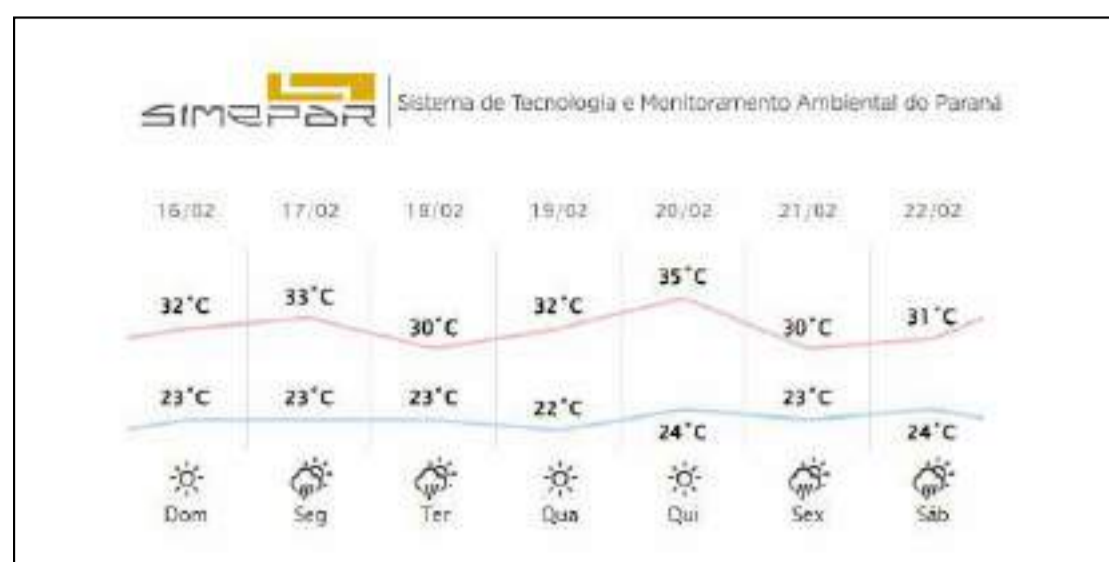 SIMEPAR
Sistema de Tecnologia e Monitoramento Ambiental do Paraná
16/02 17/02 18/02 19/02 20/02 21/02 22/02
32°C 33°C 30°C 32°C 35°C 30°C 31°C
23°C 23°C 23°C 22°C 24°C 23°C 24°C
Dom Seg Ter Qua Qui Sex Sáb